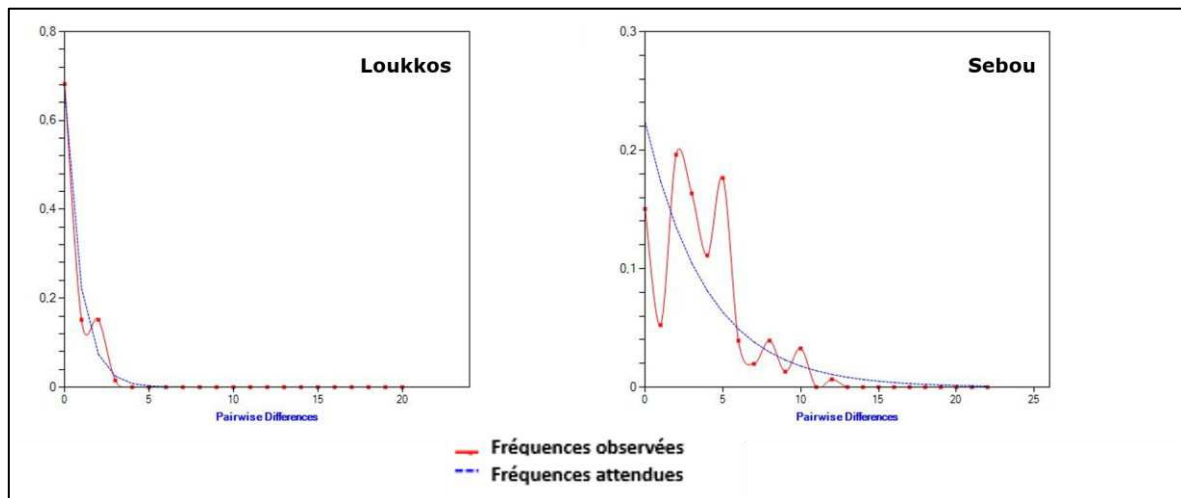 Loukkos
0,8
0,6
0,4
0,2
0
0 5 10 15 20
Pairwise Differences
Sebou
0,3
0,2
0,1
0
0 5 10 15 20 25
Pairwise Differences
Fréquences observées
Fréquences attendues